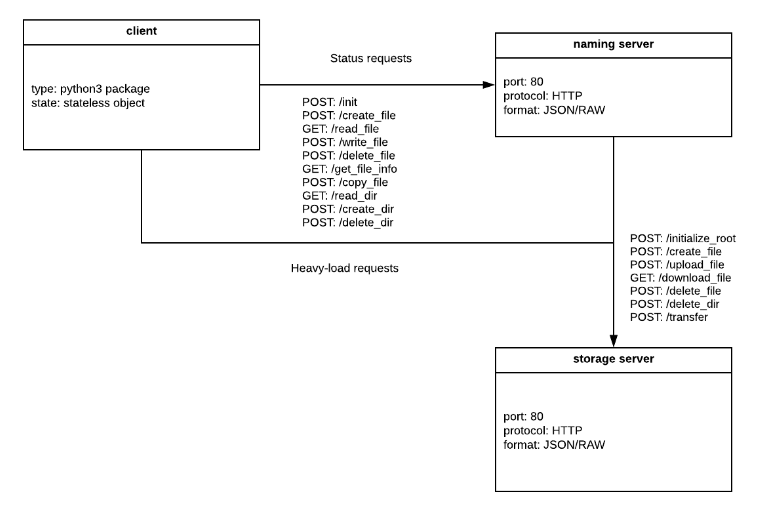 client
type: python3 package
state: stateless object
Status requests
POST: /init
POST: /create_file
GET: /read_file
POST: /write_file
POST: /delete_file
GET: /get_file_info
POST: /copy_file
GET: /read_dir
POST: /create_dir
POST: /delete_dir
naming server
port: 80
protocol: HTTP
format: JSON/RAW
Heavy-load requests
POST: /initialize_root
POST: /create_file
POST: /upload_file
GET: /download_file
POST: /delete_file
POST: /delete_dir
POST: /transfer
storage server
port: 80
protocol: HTTP
format: JSON/RAW